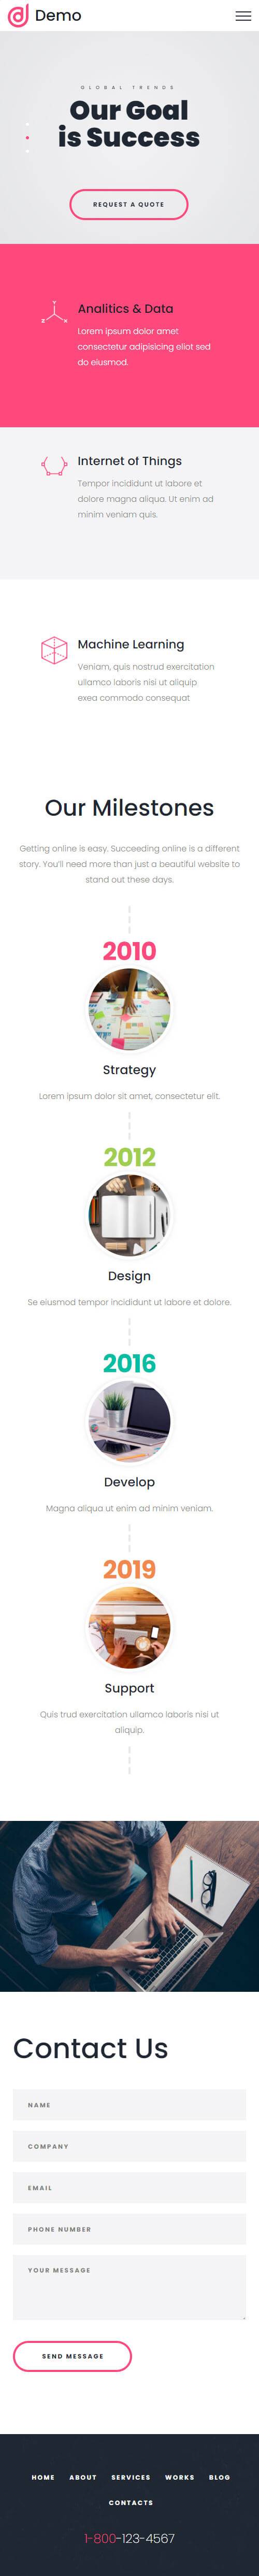 Demo
GLOBAL TRENDS
Our Goal
is Success
REQUEST A QUOTE
Analitics & Data
Lorem ipsum dolor amet
consectetur adipisicing eliot sed
do eiusmod.
Internet of Things
Tempor incididunt ut labore et
dolore magna aliqua. Ut enim ad
minim veniam quis.
Machine Learning
Veniam, quis nostrud exercitation
ullamco laboris nisi ut aliquip
exea commodo consequat
Our Milestones
Getting online is easy. Succeeding online is a different
story. You'll need more than just a beautiful website to
stand out these days.
2010
Strategy
Lorem ipsum dolor sit amet, consectetur elit.
2012
Design
Se eiusmod tempor incididunt ut labore et dolore.
2016
Develop
Magna aliqua ut enim ad minim veniam.
2019
Support
Quis trud exercitation ullamco laboris nisi ut
aliquip.
Contact Us
NAME
COMPANY
EMAIL
PHONE NUMBER
YOUR MESSAGE
SEND MESSAGE
HOME ABOUT SERVICES WORKS BLOG
CONTACTS
1-800-123-4567